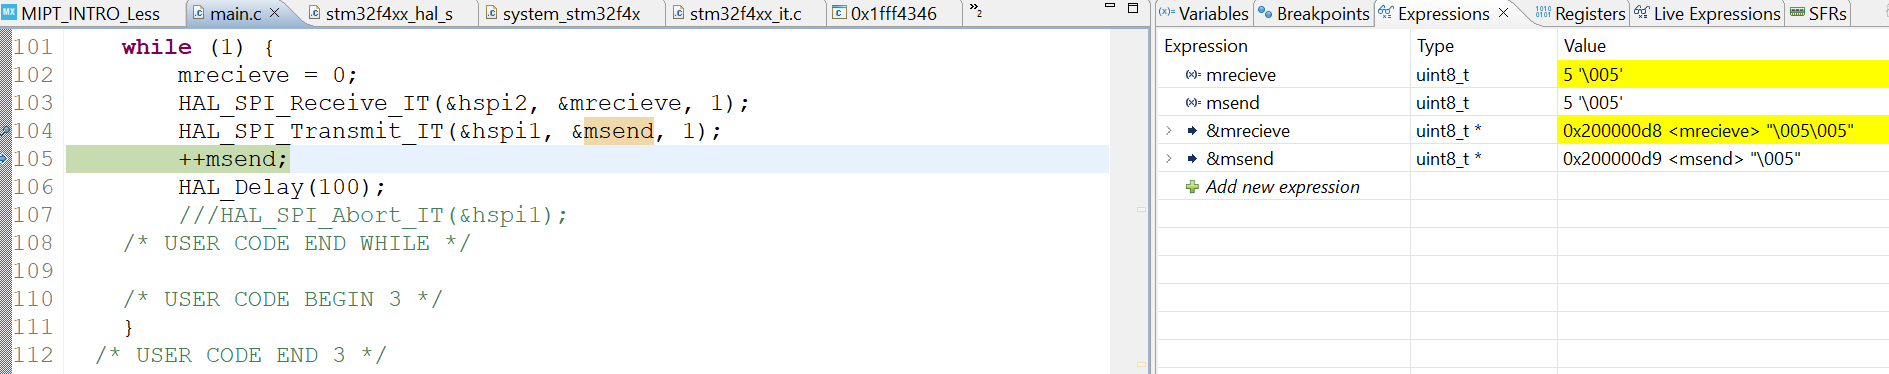 MX MIPT_INTRO_Less main.c stm32f4xx_hal_s system_stm32f4x stm32f4xx_it.c 0x1fff4346 »2
(x)= Variables Breakpoints Expressions 1010 0101 Registers Live Expressions SFRs
Expression Type Value
(x)= mrecieve uint8_t 5 '\005'
(x)= msend uint8_t 5 '\005'
&mrecieve uint8_t * 0x200000d8 <mrecieve> "\005\005"
&msend uint8_t * 0x200000d9 <msend> "\005"
Add new expression
101 while (1) {
102 mrecieve = 0;
103 HAL_SPI_Receive_IT(&hspi2, &mrecieve, 1);
104 HAL_SPI_Transmit_IT(&hspi1, &msend, 1);
105 ++msend;
106 HAL_Delay(100);
107 ///HAL_SPI_Abort_IT(&hspi1);
108 /* USER CODE END WHILE */
109
110 /* USER CODE BEGIN 3 */
111 }
112 /* USER CODE END 3 */